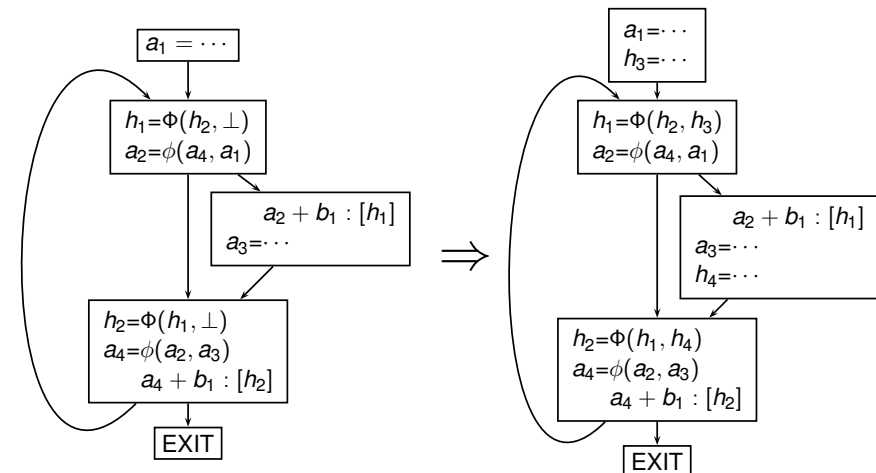 a₁ = ···
h₁=Φ(h₂, ⊥)
a₂=ϕ(a₄, a₁)
a₂ + b₁ : [h₁]
a₃=···
h₂=Φ(h₁, ⊥)
a₄=ϕ(a₂, a₃)
a₄ + b₁ : [h₂]
EXIT
⇒
a₁=···
h₃=···
h₁=Φ(h₂, h₃)
a₂=ϕ(a₄, a₁)
a₂ + b₁ : [h₁]
a₃=···
h₄=···
h₂=Φ(h₁, h₄)
a₄=ϕ(a₂, a₃)
a₄ + b₁ : [h₂]
EXIT